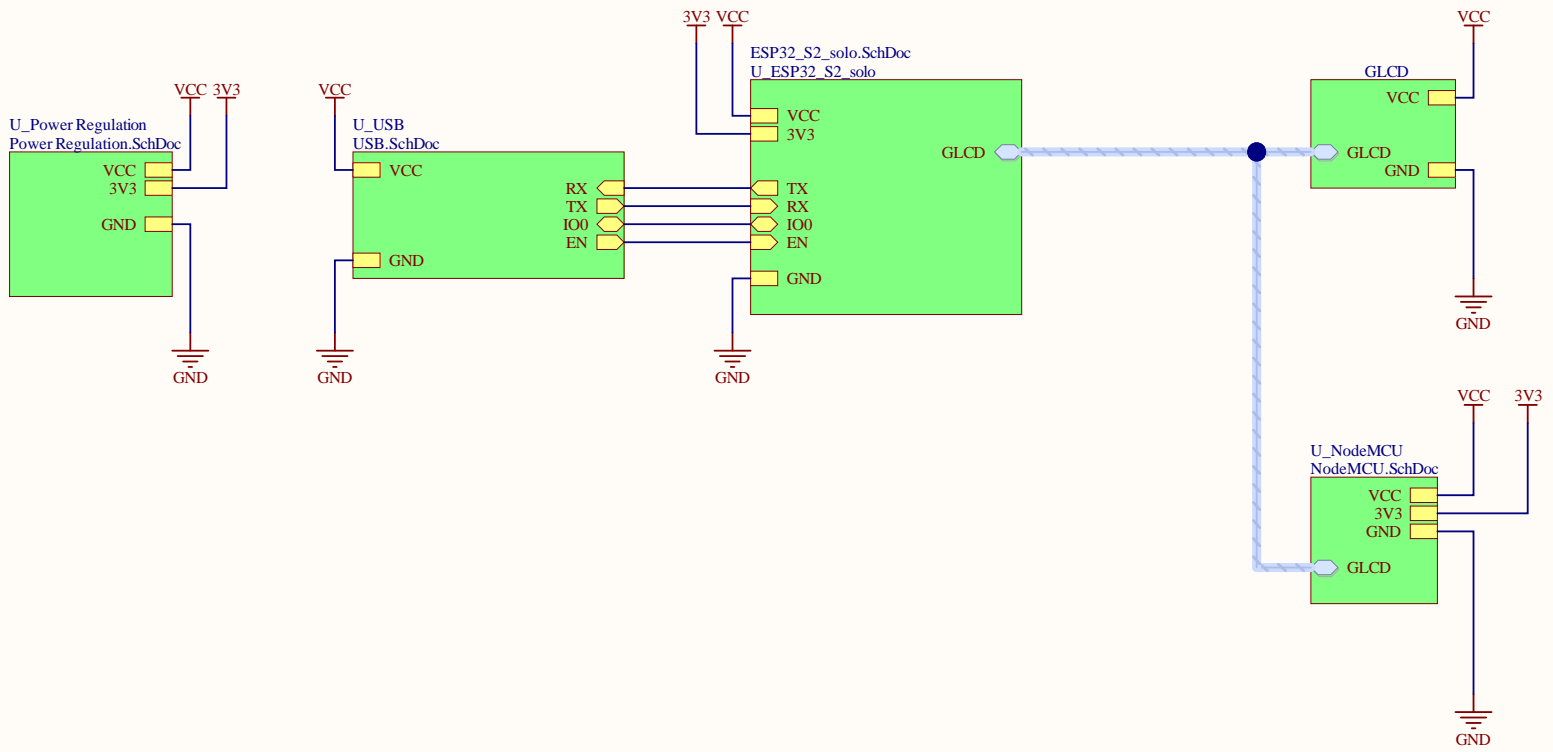 VCC 3V3
U_Power Regulation
Power Regulation.SchDoc
VCC
3V3
GND
GND
VCC
U_USB
USB.SchDoc
VCC
GND
RX
TX
IO0
EN
GND
3V3 VCC
ESP32_S2_solo.SchDoc
U_ESP32_S2_solo
VCC
3V3
GLCD
TX
RX
IO0
EN
GND
GND
VCC
GLCD
VCC
GLCD
GND
GND
VCC 3V3
U_NodeMCU
NodeMCU.SchDoc
VCC
3V3
GND
GLCD
GND